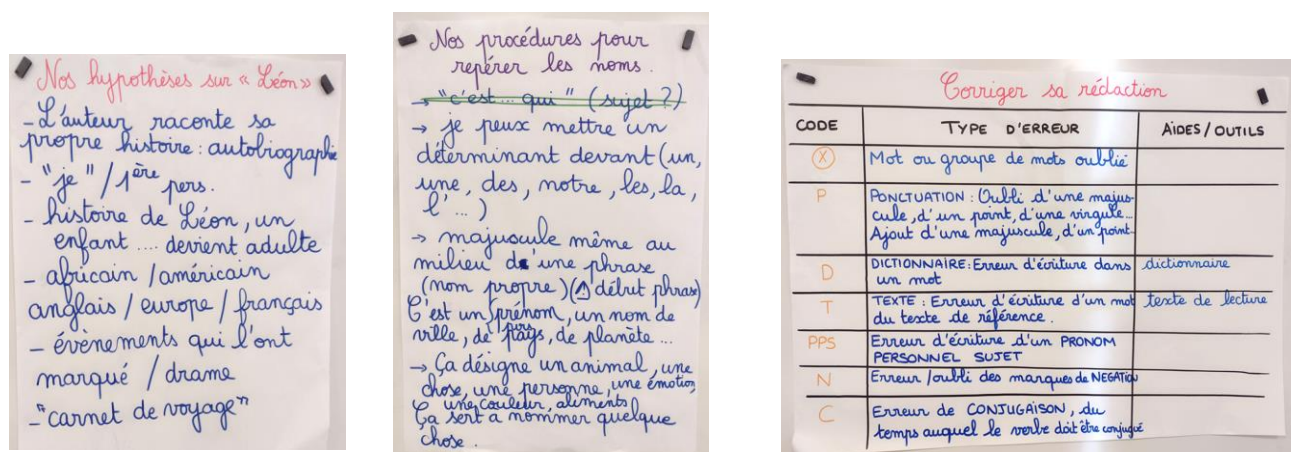 Nos hypothèses sur « Léon »
- L'auteur raconte sa
propre histoire : autobiographie
- "je" / 1ère pers.
- histoire de Léon, un
enfant .... devient adulte
- africain / américain
anglais / europe / français
- évènements qui l'ont
marqué / drame
- "carnet de voyage"
Nos procédures pour
repérer les noms.
→ "c'est ... qui" (sujet ?)
→ je peux mettre un
déterminant devant (un,
une, des, notre, les, la,
l' ... )
→ majuscule même au
milieu d'une phrase
(nom propre) (⚠ début phrase)
C'est un prénom, un nom de
ville, de pays, de planète ...
→ Ça désigne un animal, une
chose, une personne, une émotion,
une couleur, aliments
Ça sert à nommer quelque
chose.
Corriger sa rédaction
CODE TYPE D'ERREUR AIDES / OUTILS
X Mot ou groupe de mots oublié
P PONCTUATION : Oubli d'une majus-
cule, d'un point, d'une virgule...
Ajout d'une majuscule, d'un point...
D DICTIONNAIRE : Erreur d'écriture dans dictionnaire
un mot
T TEXTE : Erreur d'écriture d'un mot texte de lecture
du texte de référence.
PPS Erreur d'écriture d'un PRONOM
PERSONNEL SUJET
N Erreur / oubli des marques de NEGATION
C Erreur de CONJUGAISON, du
temps auquel le verbe doit être conjugué